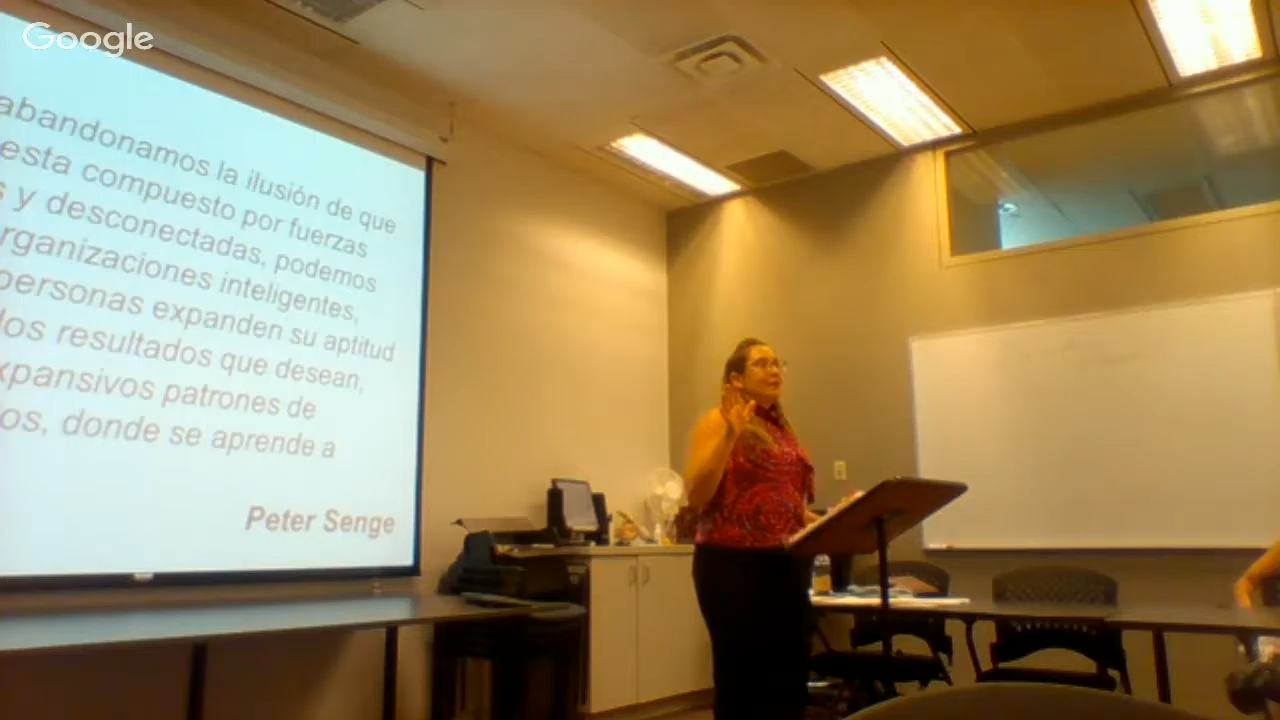 Google
abandonamos la ilusión de que
esta compuesto por fuerzas
s y desconectadas, podemos
rganizaciones inteligentes,
personas expanden su aptitud
los resultados que desean,
xpansivos patrones de
os, donde se aprende a
Peter Senge